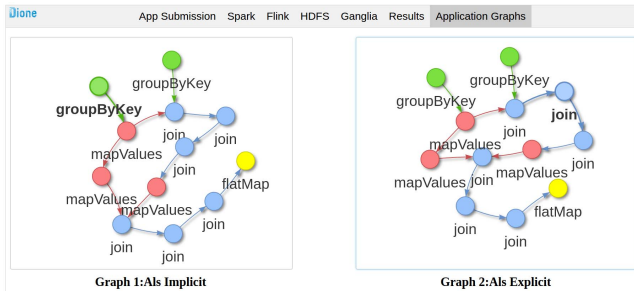 Dione App Submission Spark Flink HDFS Ganglia Results Application Graphs
groupByKey
groupByKey
join
mapValues
join
join
flatMap
mapValues
mapValues
join
join
join
Graph 1:Als Implicit
groupByKey
groupByKey
join
join
mapValues
join
mapValues
mapValues
join
flatMap
join
join
Graph 2:Als Explicit